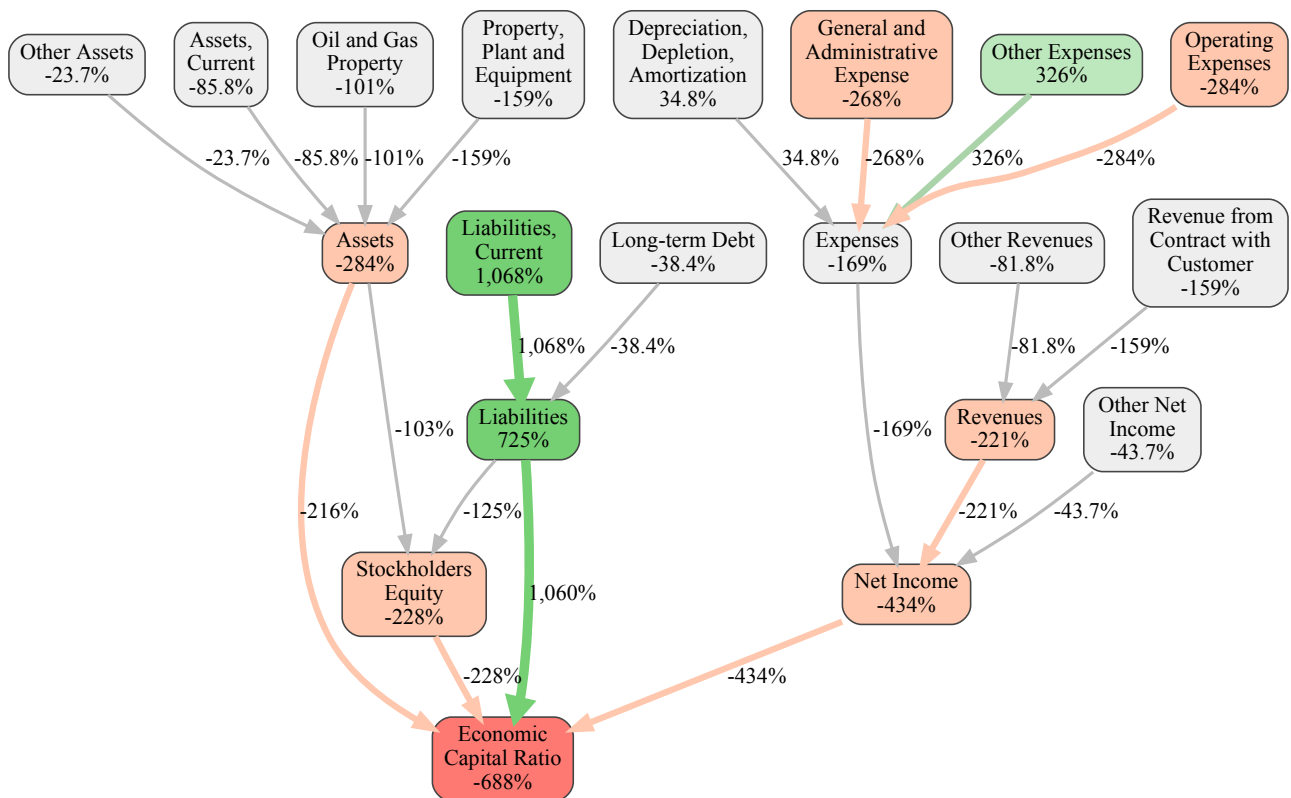 Other Assets
-23.7%
Assets,
Current
-85.8%
Oil and Gas
Property
-101%
Property,
Plant and
Equipment
-159%
Depreciation,
Depletion,
Amortization
34.8%
General and
Administrative
Expense
-268%
Other Expenses
326%
Operating
Expenses
-284%
-23.7%
-85.8%
-101%
-159%
34.8%
-268%
326%
-284%
Assets
-284%
Liabilities,
Current
1,068%
Long-term Debt
-38.4%
Expenses
-169%
Other Revenues
-81.8%
Revenue from
Contract with
Customer
-159%
1,068%
-38.4%
-81.8%
-159%
-103%
Liabilities
725%
-169%
Revenues
-221%
Other Net
Income
-43.7%
-216%
-125%
-221%
-43.7%
Stockholders
Equity
-228%
1,060%
Net Income
-434%
-228%
-434%
Economic
Capital Ratio
-688%